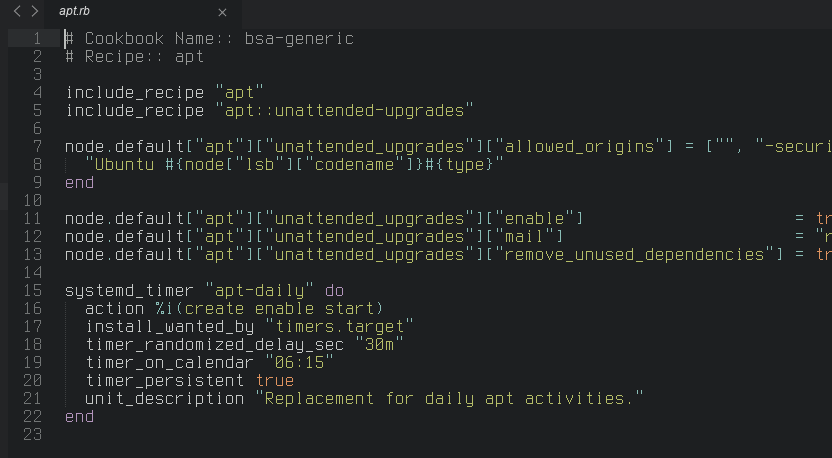 apt.rb
1 # Cookbook Name:: bsa-generic
2 # Recipe:: apt
3
4 include_recipe "apt"
5 include_recipe "apt::unattended-upgrades"
6
7 node.default["apt"]["unattended_upgrades"]["allowed_origins"] = ["", "-securi
8   "Ubuntu #{node["lsb"]["codename"]}#{type}"
9 end
10
11 node.default["apt"]["unattended_upgrades"]["enable"]                     = tr
12 node.default["apt"]["unattended_upgrades"]["mail"]                       = "r
13 node.default["apt"]["unattended_upgrades"]["remove_unused_dependencies"] = tr
14
15 systemd_timer "apt-daily" do
16   action %i(create enable start)
17   install_wanted_by "timers.target"
18   timer_randomized_delay_sec "30m"
19   timer_on_calendar "06:15"
20   timer_persistent true
21   unit_description "Replacement for daily apt activities."
22 end
23